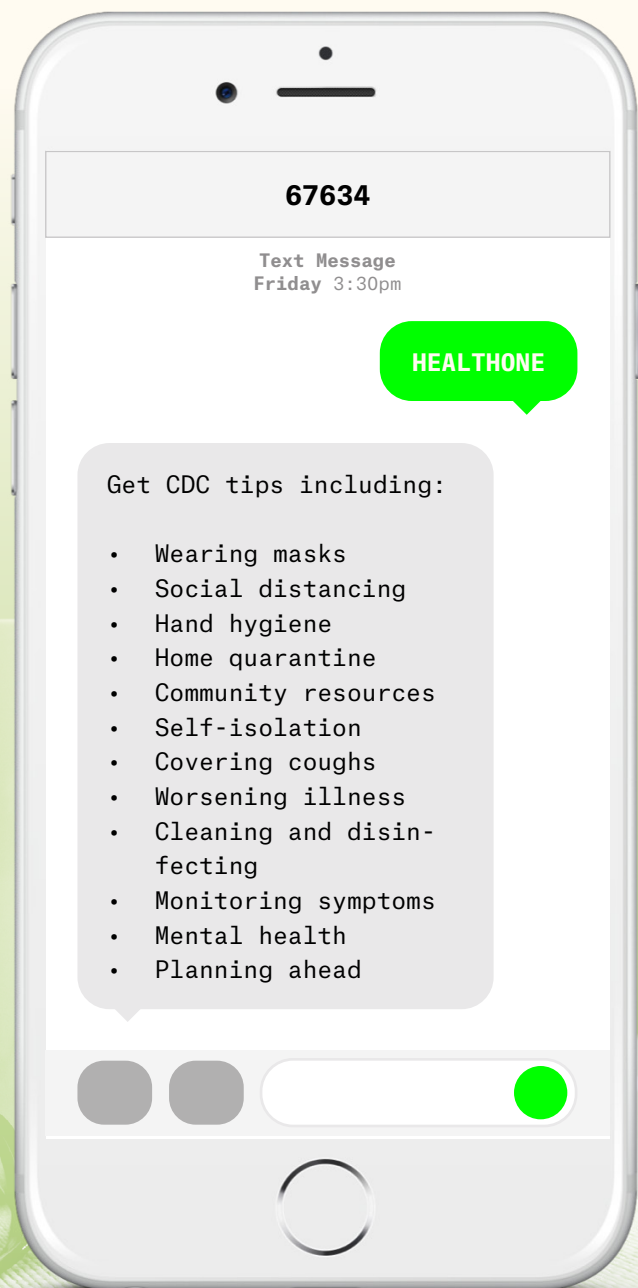 67634
Text Message
Friday 3:30pm
HEALTHONE
Get CDC tips including:
• Wearing masks
• Social distancing
• Hand hygiene
• Home quarantine
• Community resources
• Self-isolation
• Covering coughs
• Worsening illness
• Cleaning and disin-
fecting
• Monitoring symptoms
• Mental health
• Planning ahead